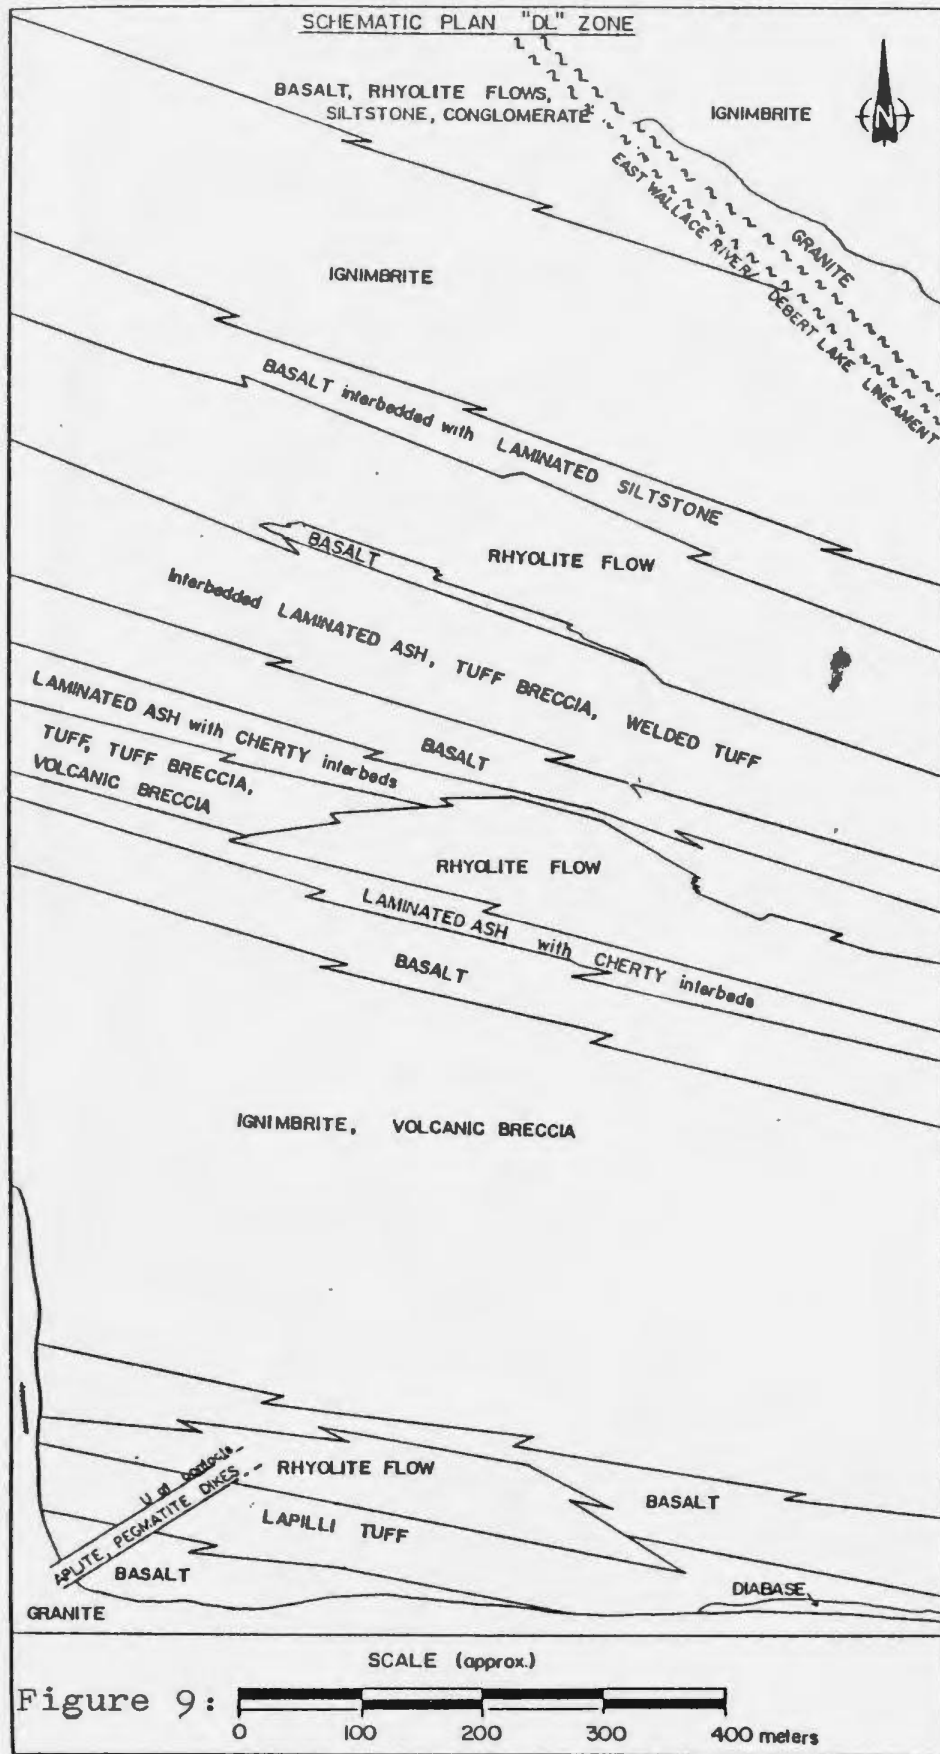 SCHEMATIC PLAN "DL" ZONE
BASALT, RHYOLITE FLOWS,
SILTSTONE, CONGLOMERATE
IGNIMBRITE
N
EAST WALLACE RIVER/ DEBERT LAKE LINEAMENT
GRANITE
IGNIMBRITE
BASALT interbedded with LAMINATED SILTSTONE
RHYOLITE FLOW
BASALT
Interbedded LAMINATED ASH, TUFF BRECCIA, WELDED TUFF
BASALT
LAMINATED ASH with CHERTY interbeds
TUFF, TUFF BRECCIA,
VOLCANIC BRECCIA
RHYOLITE FLOW
LAMINATED ASH with CHERTY interbeds
BASALT
IGNIMBRITE, VOLCANIC BRECCIA
U at contacts
APLITE, PEGMATITE DIKES
RHYOLITE FLOW
BASALT
LAPILLI TUFF
BASALT
DIABASE
GRANITE
SCALE (approx.)
Figure 9:
0 100 200 300 400 meters